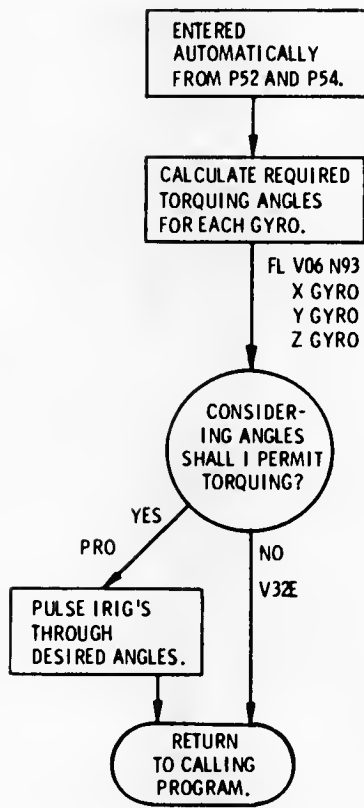 ENTERED
AUTOMATICALLY
FROM P52 AND P54.
CALCULATE REQUIRED
TORQUING ANGLES
FOR EACH GYRO.
FL V06 N93
X GYRO
Y GYRO
Z GYRO
CONSIDER-
ING ANGLES
SHALL I PERMIT
TORQUING?
YES
PRO
NO
V32E
PULSE IRIG'S
THROUGH
DESIRED ANGLES.
RETURN
TO CALLING
PROGRAM.